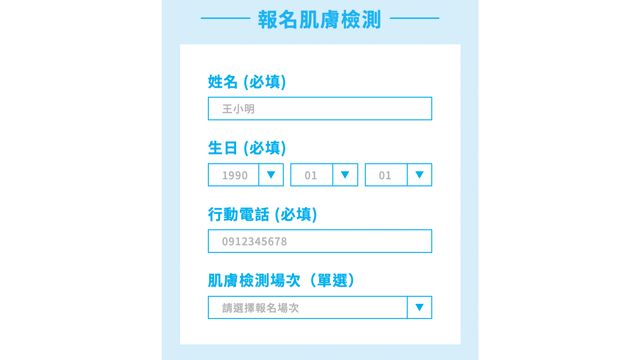 報名肌膚檢測
姓名 (必填)
王小明
生日 (必填)
1990 01 01
行動電話 (必填)
0912345678
肌膚檢測場次（單選）
請選擇報名場次